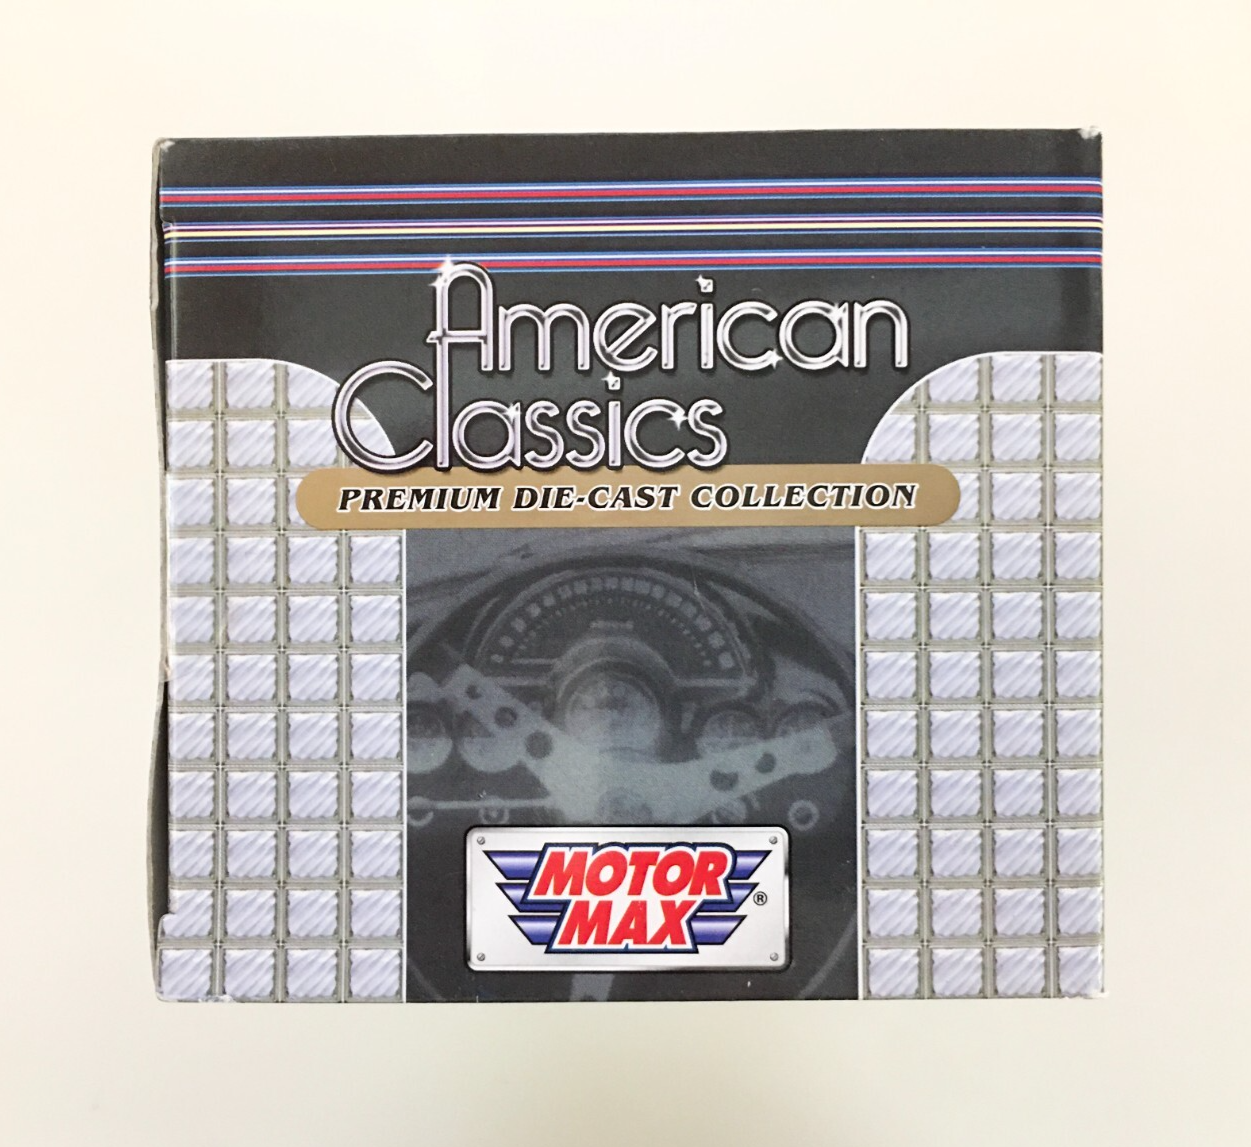 American
Classics
PREMIUM DIE-CAST COLLECTION
MOTOR
MAX ®